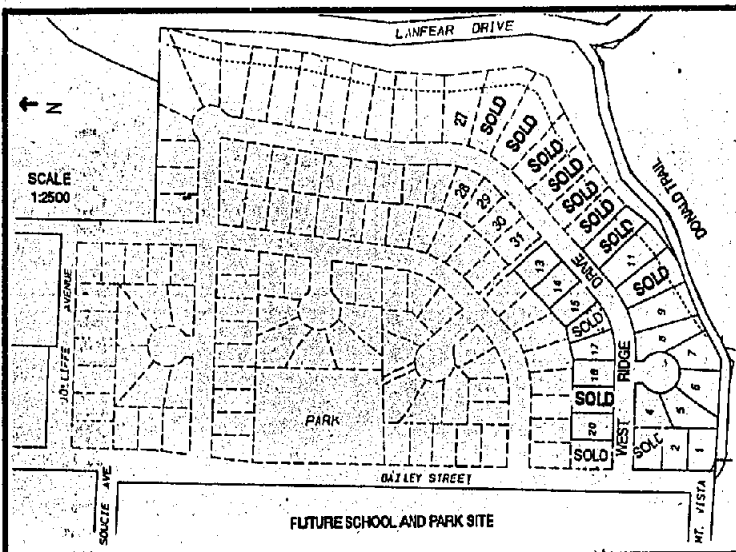 LANFEAR DRIVE
N
SCALE
1:2500
27
SOLD
SOLD
SOLD
SOLD
SOLD
SOLD
SOLD
11
SOLD
9
8
7
6
5
4
SOLD
2
1
DONALD TRAIL
28
29
30
31
13
14
15
SOLD
17
18
SOLD
20
SOLD
WEST RIDGE DRIVE
JOLLIFFE AVENUE
SOUCIE AVE
PARK
BAILEY STREET
MT. VISTA
FUTURE SCHOOL AND PARK SITE